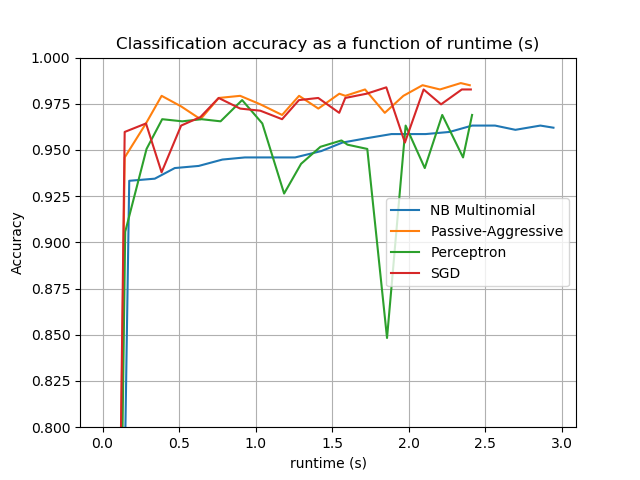 Classification accuracy as a function of runtime (s)
1.000
0.975
0.950
0.925
0.900
0.875
0.850
0.825
0.800
Accuracy
NB Multinomial
Passive-Aggressive
Perceptron
SGD
0.0 0.5 1.0 1.5 2.0 2.5 3.0
runtime (s)